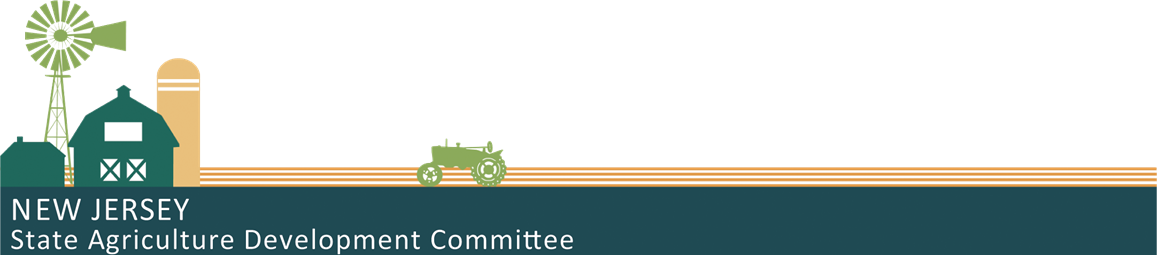 NEW JERSEY
State Agriculture Development Committee